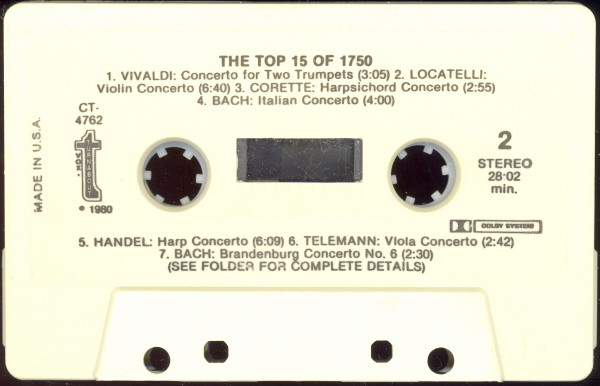 THE TOP 15 OF 1750
1. VIVALDI: Concerto for Two Trumpets (3:05) 2. LOCATELLI:
Violin Concerto (6:40) 3. CORETTE: Harpsichord Concerto (2:55)
4. BACH: Italian Concerto (4:00)
CT-
4762
MADE IN U.S.A.
VOX
TURNABOUT
• 1980
2
STEREO
28:02
min.
DOLBY SYSTEM
5. HANDEL: Harp Concerto (6:09) 6. TELEMANN: Viola Concerto (2:42)
7. BACH: Brandenburg Concerto No. 6 (2:30)
(SEE FOLDER FOR COMPLETE DETAILS)